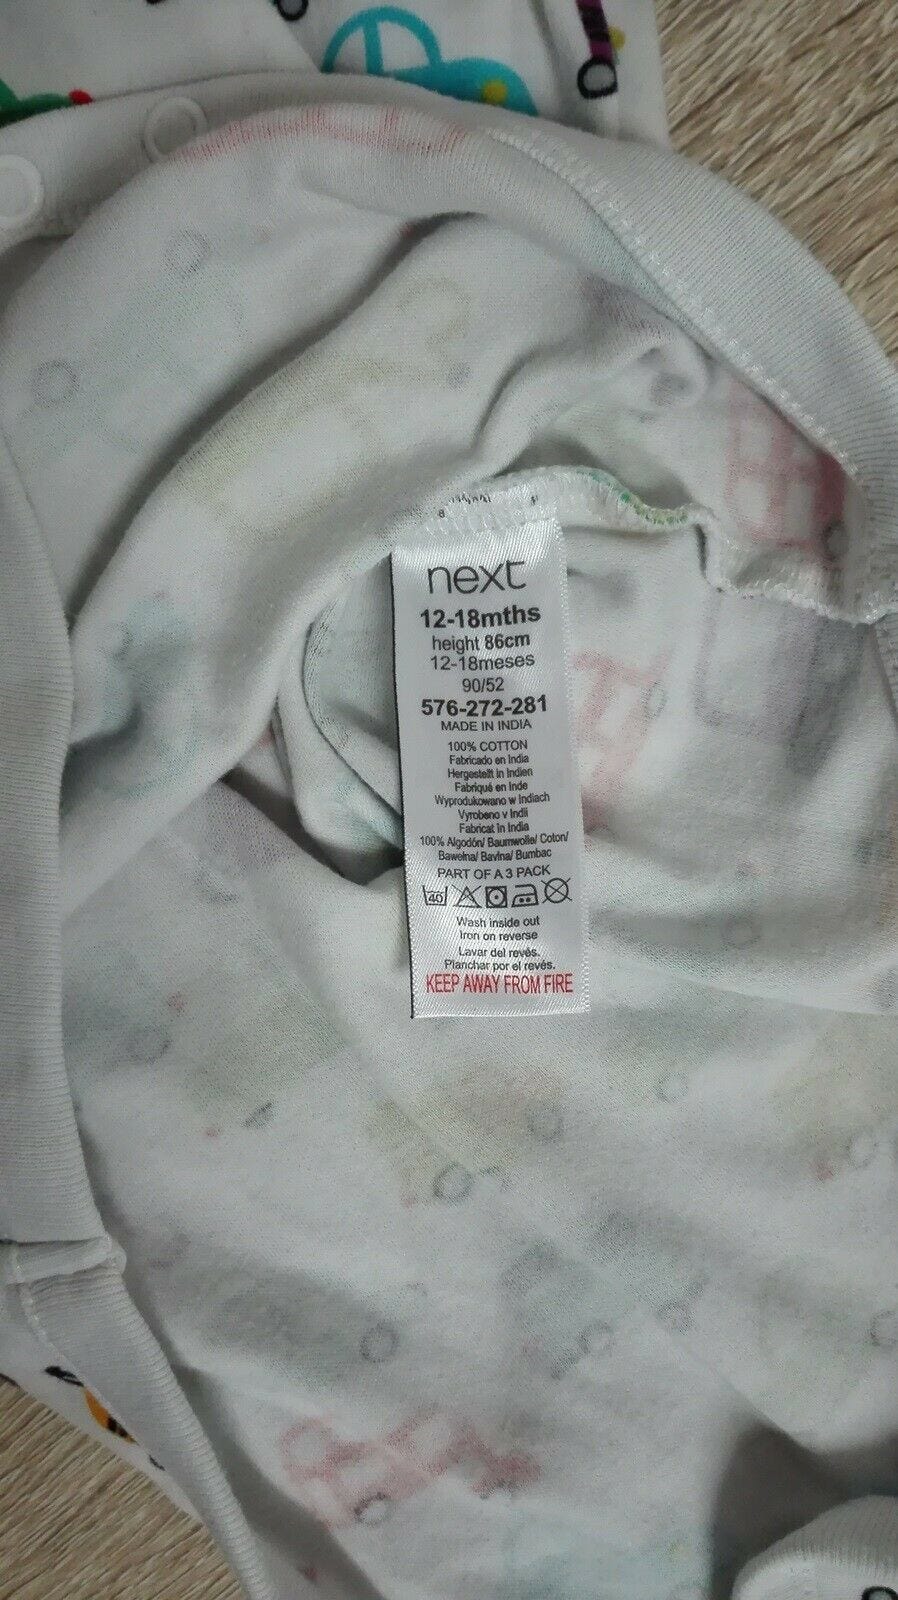 next
12-18mths
height 86cm
12-18meses
90/52
576-272-281
MADE IN INDIA
100% COTTON
Fabricado en India
Hergestellt in Indien
Fabriqué en Inde
Wyprodukowano w Indiach
Vyrobeno v Indii
Fabricat în India
100% Algodón/ Baumwolle/ Coton/
Bawełna/ Bavlna/ Bumbac
PART OF A 3 PACK
40
Wash inside out
Iron on reverse
Lavar del revés.
Planchar por el revés.
KEEP AWAY FROM FIRE